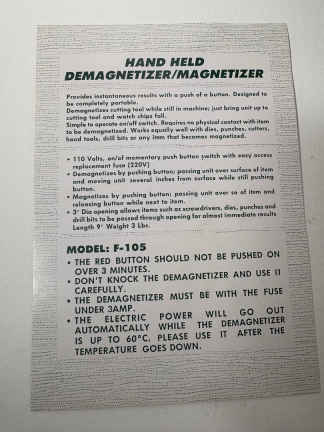 HAND HELD
DEMAGNETIZER/MAGNETIZER
Provides instantaneous results with a push of a button. Designed to
be completely portable.
Demagnetizes cutting tool while still in machine; just bring unit up to
cutting tool and watch chips fall.
Simple to operate on/off switch. Requires no physical contact with item
to be demagnetized. Works equally well with dies, punches, cutters,
hand tools, drill bits or any item that becomes magnetized.
• 110 Volts, on/of momentary push button switch with easy access
replacement fuse (220V)
• Demagnetizes by pushing button; passing unit over surface of item
and moving unit several inches from surface while still pushing
button.
• Magnetizes by pushing button; passing unit over so of item and
releasing button while next to item.
• 3" Dia opening allows items such as screwdrivers, dies, punches and
drill bits to be passed through opening for almost immediate results
Length 9" Weight 3 Lbs.
MODEL: F-105
• THE RED BUTTON SHOULD NOT BE PUSHED ON
OVER 3 MINUTES.
• DON'T KNOCK THE DEMAGNETIZER AND USE IT
CAREFULLY.
• THE DEMAGNETIZER MUST BE WITH THE FUSE
UNDER 3AMP.
• THE ELECTRIC POWER WILL GO OUT
AUTOMATICALLY WHILE THE DEMAGNETIZER
IS UP TO 60°C. PLEASE USE IT AFTER THE
TEMPERATURE GOES DOWN.